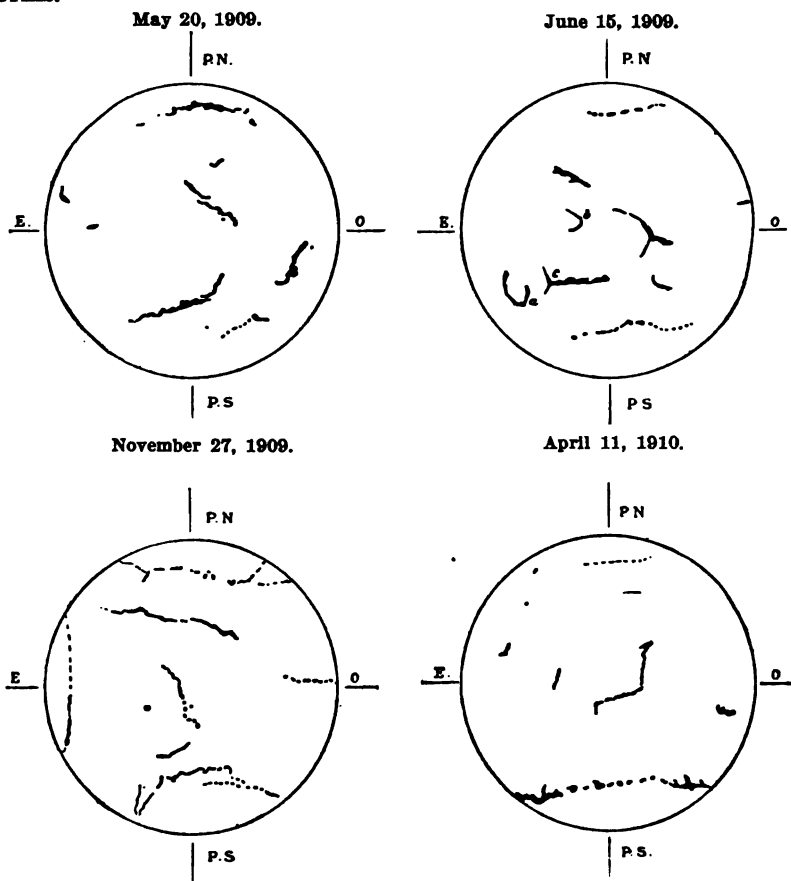 May 20, 1909.
P.N.
E.
O
P.S
June 15, 1909.
P.N
E.
O
b
c
a
P S
November 27, 1909.
P.N
E
O
P.S
April 11, 1910.
P N
E.
O
P.S.